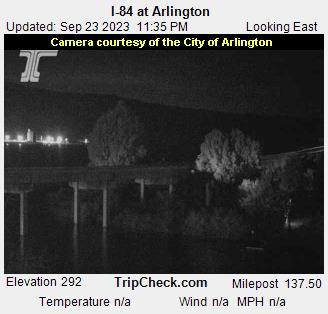 I-84 at Arlington
Updated: Sep 23 2023 11:35 PM Looking East
Camera courtesy of the City of Arlington
Elevation 292 TripCheck.com Milepost 137.50
Temperature n/a Wind n/a MPH n/a